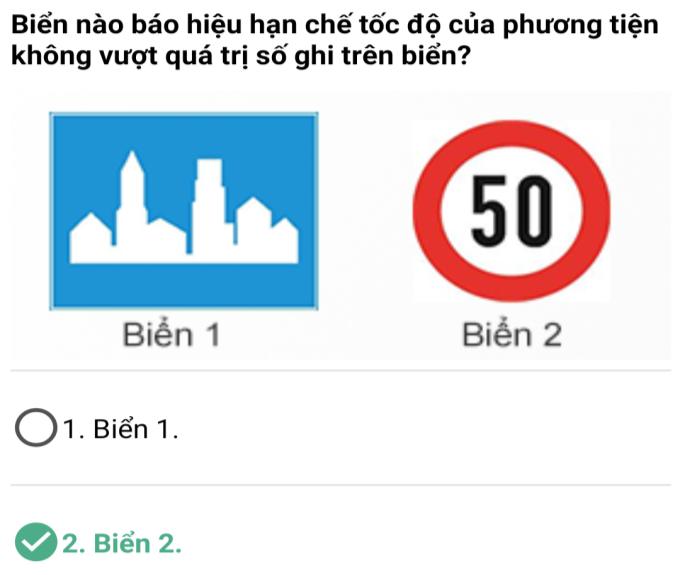 Biển nào báo hiệu hạn chế tốc độ của phương tiện
không vượt quá trị số ghi trên biển?
50
Biển 1
Biển 2
1. Biển 1.
2. Biển 2.